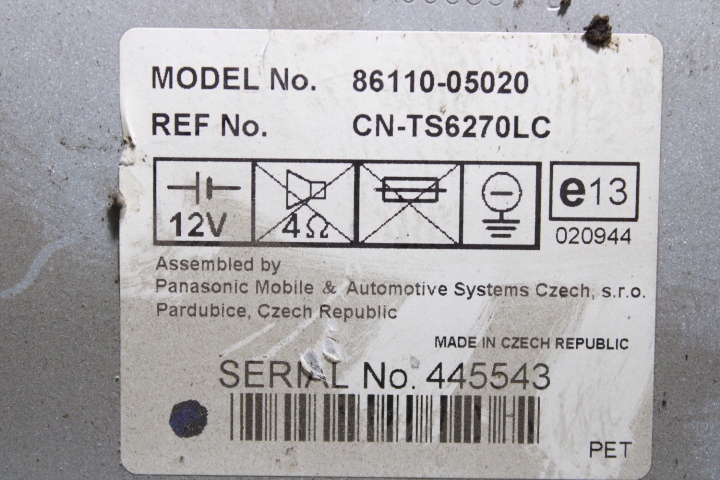 MODEL No. 86110-05020
REF No. CN-TS6270LC
12V 4Ω e13
020944
Assembled by
Panasonic Mobile & Automotive Systems Czech, s.r.o.
Pardubice, Czech Republic
MADE IN CZECH REPUBLIC
SERIAL No. 445543
PET